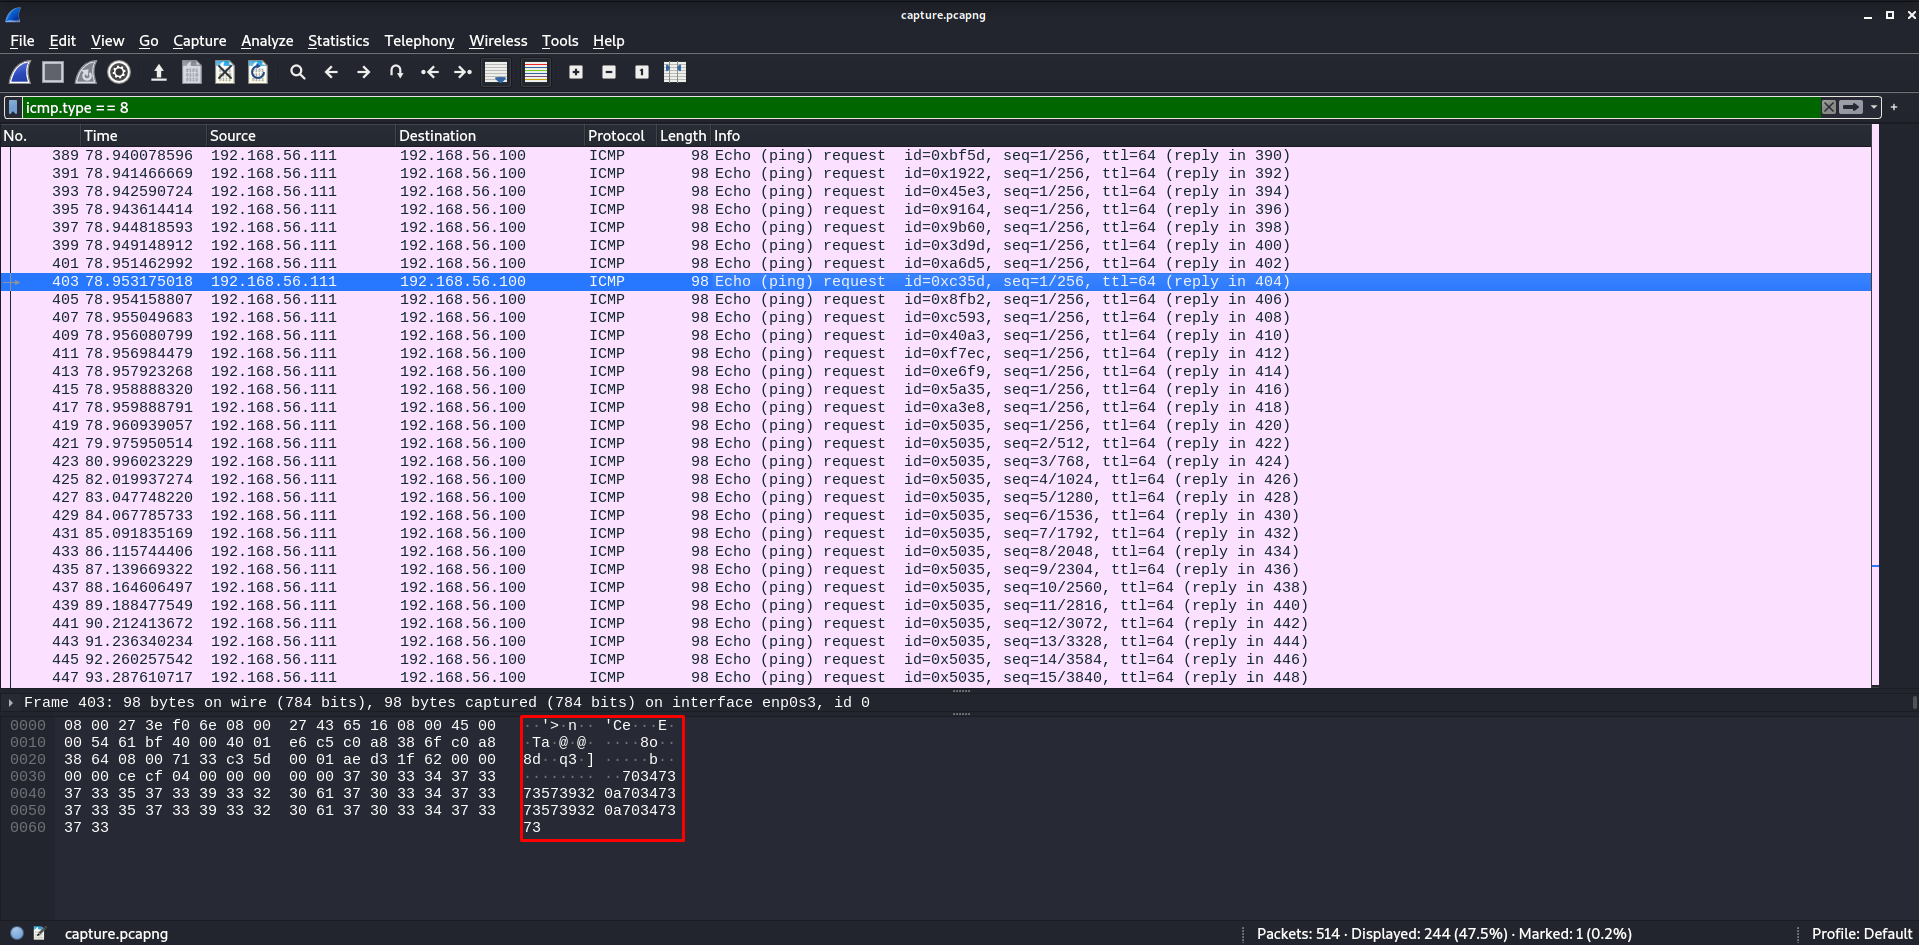 capture.pcapng
File Edit View Go Capture Analyze Statistics Telephony Wireless Tools Help
icmp.type == 8
No. Time Source Destination Protocol Length Info
389 78.940078596 192.168.56.111 192.168.56.100 ICMP 98 Echo (ping) request id=0xbf5d, seq=1/256, ttl=64 (reply in 390)
391 78.941466669 192.168.56.111 192.168.56.100 ICMP 98 Echo (ping) request id=0x1922, seq=1/256, ttl=64 (reply in 392)
393 78.942590724 192.168.56.111 192.168.56.100 ICMP 98 Echo (ping) request id=0x45e3, seq=1/256, ttl=64 (reply in 394)
395 78.943614414 192.168.56.111 192.168.56.100 ICMP 98 Echo (ping) request id=0x9164, seq=1/256, ttl=64 (reply in 396)
397 78.944818593 192.168.56.111 192.168.56.100 ICMP 98 Echo (ping) request id=0x9b60, seq=1/256, ttl=64 (reply in 398)
399 78.949148912 192.168.56.111 192.168.56.100 ICMP 98 Echo (ping) request id=0x3d9d, seq=1/256, ttl=64 (reply in 400)
401 78.951462992 192.168.56.111 192.168.56.100 ICMP 98 Echo (ping) request id=0xa6d5, seq=1/256, ttl=64 (reply in 402)
403 78.953175018 192.168.56.111 192.168.56.100 ICMP 98 Echo (ping) request id=0xc35d, seq=1/256, ttl=64 (reply in 404)
405 78.954158807 192.168.56.111 192.168.56.100 ICMP 98 Echo (ping) request id=0x8fb2, seq=1/256, ttl=64 (reply in 406)
407 78.955049683 192.168.56.111 192.168.56.100 ICMP 98 Echo (ping) request id=0xc593, seq=1/256, ttl=64 (reply in 408)
409 78.956080799 192.168.56.111 192.168.56.100 ICMP 98 Echo (ping) request id=0x40a3, seq=1/256, ttl=64 (reply in 410)
411 78.956984479 192.168.56.111 192.168.56.100 ICMP 98 Echo (ping) request id=0xf7ec, seq=1/256, ttl=64 (reply in 412)
413 78.957923268 192.168.56.111 192.168.56.100 ICMP 98 Echo (ping) request id=0xe6f9, seq=1/256, ttl=64 (reply in 414)
415 78.958888320 192.168.56.111 192.168.56.100 ICMP 98 Echo (ping) request id=0x5a35, seq=1/256, ttl=64 (reply in 416)
417 78.959888791 192.168.56.111 192.168.56.100 ICMP 98 Echo (ping) request id=0xa3e8, seq=1/256, ttl=64 (reply in 418)
419 78.960939057 192.168.56.111 192.168.56.100 ICMP 98 Echo (ping) request id=0x5035, seq=1/256, ttl=64 (reply in 420)
421 79.975950514 192.168.56.111 192.168.56.100 ICMP 98 Echo (ping) request id=0x5035, seq=2/512, ttl=64 (reply in 422)
423 80.996023229 192.168.56.111 192.168.56.100 ICMP 98 Echo (ping) request id=0x5035, seq=3/768, ttl=64 (reply in 424)
425 82.019937274 192.168.56.111 192.168.56.100 ICMP 98 Echo (ping) request id=0x5035, seq=4/1024, ttl=64 (reply in 426)
427 83.047748220 192.168.56.111 192.168.56.100 ICMP 98 Echo (ping) request id=0x5035, seq=5/1280, ttl=64 (reply in 428)
429 84.067785733 192.168.56.111 192.168.56.100 ICMP 98 Echo (ping) request id=0x5035, seq=6/1536, ttl=64 (reply in 430)
431 85.091835169 192.168.56.111 192.168.56.100 ICMP 98 Echo (ping) request id=0x5035, seq=7/1792, ttl=64 (reply in 432)
433 86.115744406 192.168.56.111 192.168.56.100 ICMP 98 Echo (ping) request id=0x5035, seq=8/2048, ttl=64 (reply in 434)
435 87.139669322 192.168.56.111 192.168.56.100 ICMP 98 Echo (ping) request id=0x5035, seq=9/2304, ttl=64 (reply in 436)
437 88.164606497 192.168.56.111 192.168.56.100 ICMP 98 Echo (ping) request id=0x5035, seq=10/2560, ttl=64 (reply in 438)
439 89.188477549 192.168.56.111 192.168.56.100 ICMP 98 Echo (ping) request id=0x5035, seq=11/2816, ttl=64 (reply in 440)
441 90.212413672 192.168.56.111 192.168.56.100 ICMP 98 Echo (ping) request id=0x5035, seq=12/3072, ttl=64 (reply in 442)
443 91.236340234 192.168.56.111 192.168.56.100 ICMP 98 Echo (ping) request id=0x5035, seq=13/3328, ttl=64 (reply in 444)
445 92.260257542 192.168.56.111 192.168.56.100 ICMP 98 Echo (ping) request id=0x5035, seq=14/3584, ttl=64 (reply in 446)
447 93.287610717 192.168.56.111 192.168.56.100 ICMP 98 Echo (ping) request id=0x5035, seq=15/3840, ttl=64 (reply in 448)
Frame 403: 98 bytes on wire (784 bits), 98 bytes captured (784 bits) on interface enp0s3, id 0
0000 08 00 27 3e f0 6e 08 00 27 43 65 16 08 00 45 00 ··'>·n·· 'Ce···E·
0010 00 54 61 bf 40 00 40 01 e6 c5 c0 a8 38 6f c0 a8 ·Ta·@·@· ····8o··
0020 38 64 08 00 71 33 c3 5d 00 01 ae d3 1f 62 00 00 8d··q3·] ·····b··
0030 00 00 ce cf 04 00 00 00 00 00 37 30 33 34 37 33 ········ ··703473
0040 37 33 35 37 33 39 33 32 30 61 37 30 33 34 37 33 73573932 0a703473
0050 37 33 35 37 33 39 33 32 30 61 37 30 33 34 37 33 73573932 0a703473
0060 37 33 73
capture.pcapng Packets: 514 · Displayed: 244 (47.5%) · Marked: 1 (0.2%) Profile: Default